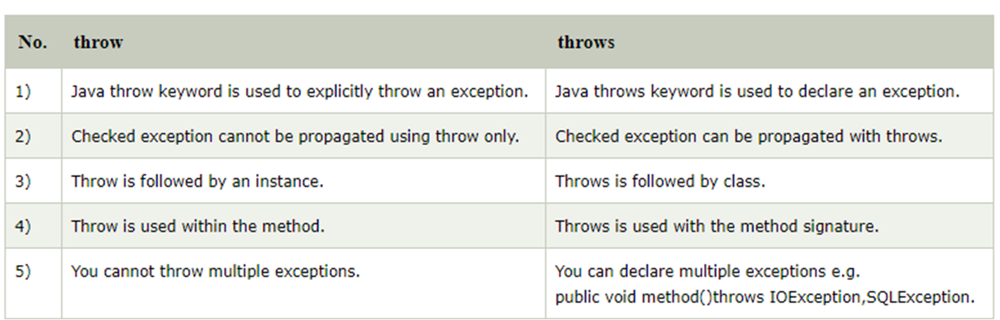 No. throw throws
1) Java throw keyword is used to explicitly throw an exception. Java throws keyword is used to declare an exception.
2) Checked exception cannot be propagated using throw only. Checked exception can be propagated with throws.
3) Throw is followed by an instance. Throws is followed by class.
4) Throw is used within the method. Throws is used with the method signature.
5) You cannot throw multiple exceptions. You can declare multiple exceptions e.g.
public void method()throws IOException,SQLException.